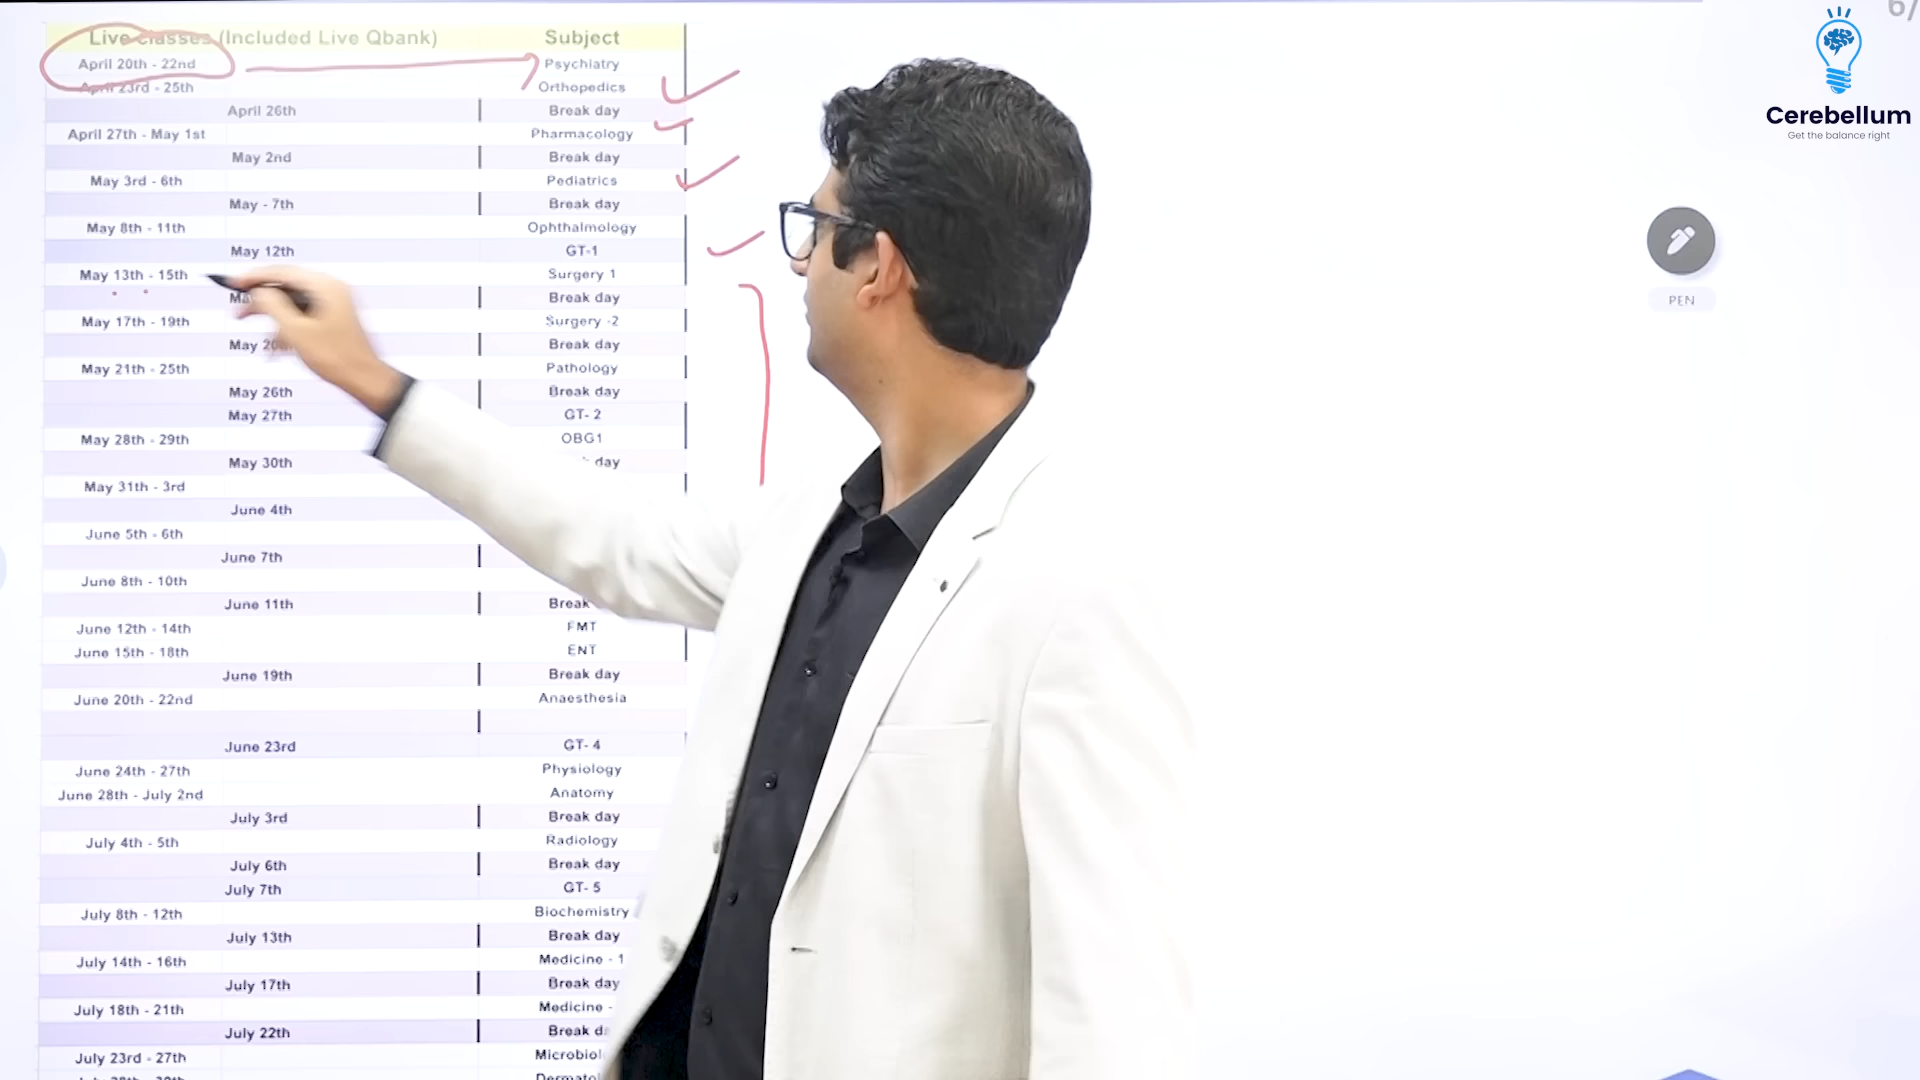 Live classes (Included Live Qbank) Subject
April 20th - 22nd Psychiatry
April 23rd - 25th Orthopedics
April 26th Break day
April 27th - May 1st Pharmacology
May 2nd Break day
May 3rd - 6th Pediatrics
May - 7th Break day
May 8th - 11th Ophthalmology
May 12th GT-1
May 13th - 15th Surgery 1
Break day
May 17th - 19th Surgery -2
May Break day
May 21th - 25th Pathology
May 26th Break day
May 27th GT- 2
May 28th - 29th OBG1
May 30th day
May 31th - 3rd
June 4th
June 5th - 6th
June 7th
June 8th - 10th
June 11th Break
June 12th - 14th FMT
June 15th - 18th ENT
June 19th Break day
June 20th - 22nd Anaesthesia
June 23rd GT- 4
June 24th - 27th Physiology
June 28th - July 2nd Anatomy
July 3rd Break day
July 4th - 5th Radiology
July 6th Break day
July 7th GT- 5
July 8th - 12th Biochemistry
July 13th Break day
July 14th - 16th Medicine - 1
July 17th Break day
July 18th - 21th Medicine -
July 22th Break
July 23rd - 27th
6/
Cerebellum
Get the balance right
PEN